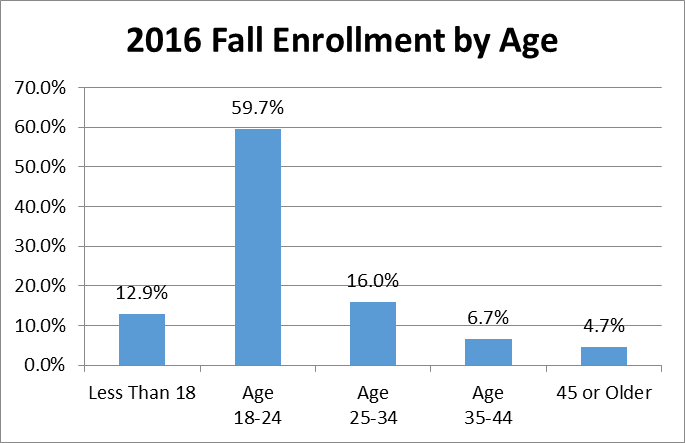 2016 Fall Enrollment by Age
70.0%
60.0%
50.0%
40.0%
30.0%
20.0%
10.0%
0.0%
12.9%
59.7%
16.0%
6.7%
4.7%
Less Than 18
Age
18-24
Age
25-34
Age
35-44
45 or Older